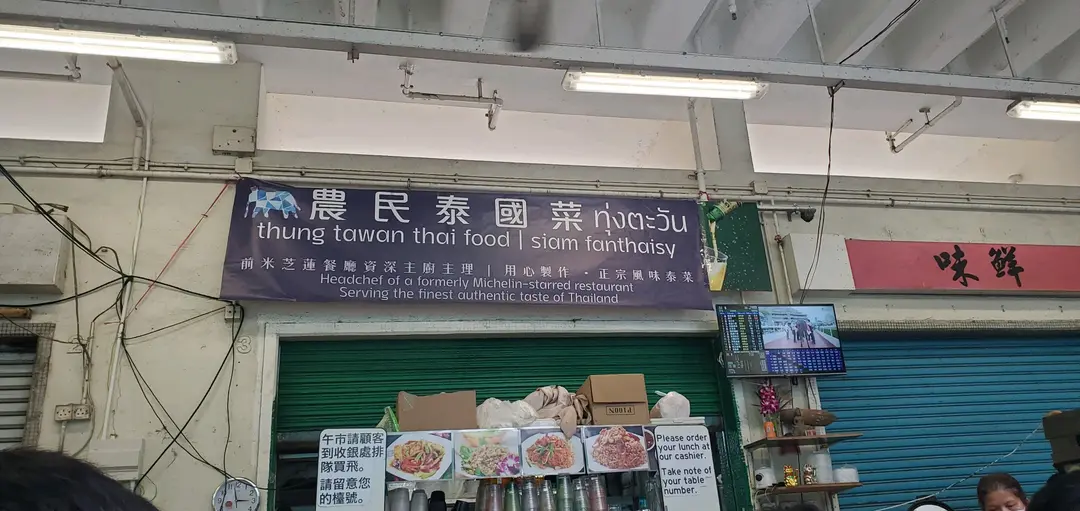 農民泰國菜 ทุ่งตะวัน
thung tawan thai food | siam fanthaisy
前米芝蓮餐廳資深主廚主理 | 用心製作・正宗風味泰菜
Headchef of a formerly Michelin-starred restaurant
Serving the finest authentic taste of Thailand
味鮮
3
午市請顧客
到收銀處排
隊買飛。
請留意您
的檯號。
Please order
your lunch at
our cashier.
Take note of
your table
number.